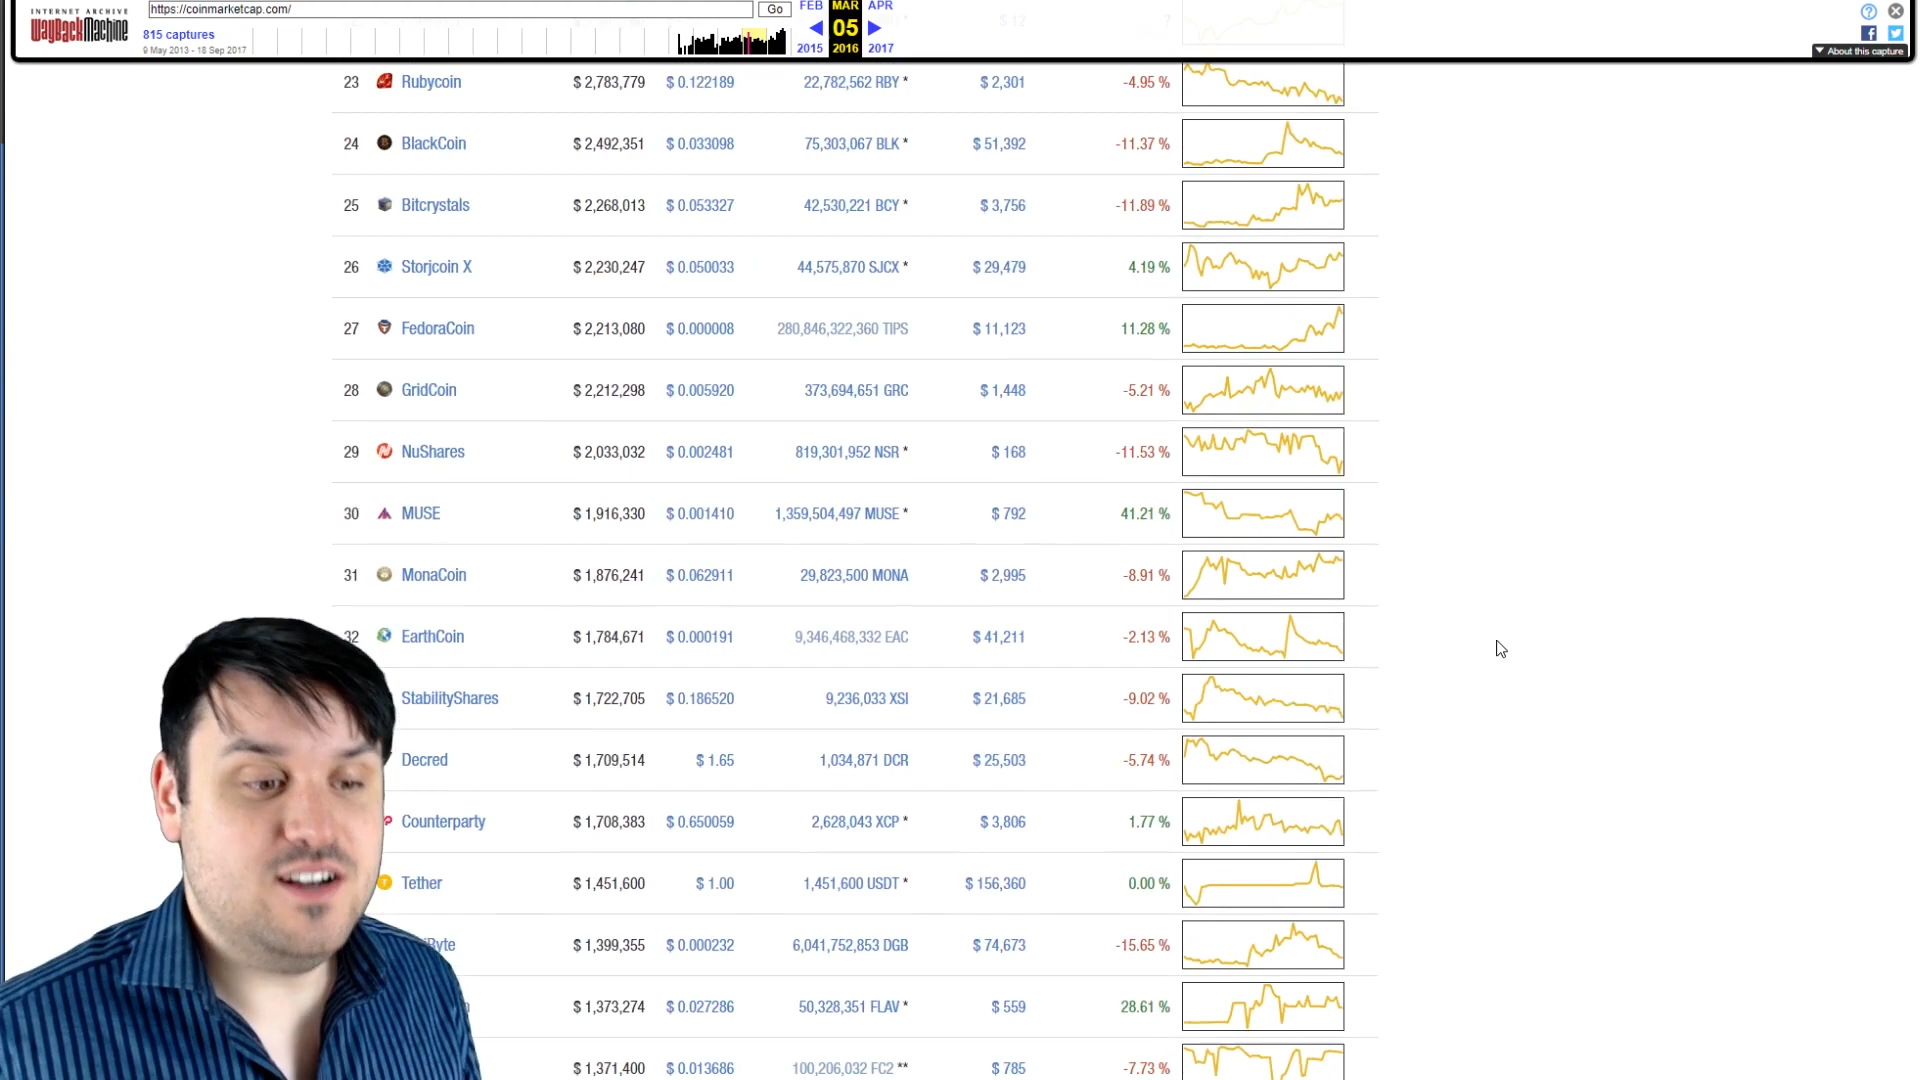 INTERNET ARCHIVE
WayBackMachine
https://coinmarketcap.com/
Go
815 captures
9 May 2013 - 18 Sep 2017
FEB MAR APR
05
2015 2016 2017
About this capture
$ 12 ?
23 Rubycoin $ 2,783,779 $ 0.122189 22,782,562 RBY * $ 2,301 -4.95 %
24 BlackCoin $ 2,492,351 $ 0.033098 75,303,067 BLK * $ 51,392 -11.37 %
25 Bitcrystals $ 2,268,013 $ 0.053327 42,530,221 BCY * $ 3,756 -11.89 %
26 Storjcoin X $ 2,230,247 $ 0.050033 44,575,870 SJCX * $ 29,479 4.19 %
27 FedoraCoin $ 2,213,080 $ 0.000008 280,846,322,360 TIPS $ 11,123 11.28 %
28 GridCoin $ 2,212,298 $ 0.005920 373,694,651 GRC $ 1,448 -5.21 %
29 NuShares $ 2,033,032 $ 0.002481 819,301,952 NSR * $ 168 -11.53 %
30 MUSE $ 1,916,330 $ 0.001410 1,359,504,497 MUSE * $ 792 41.21 %
31 MonaCoin $ 1,876,241 $ 0.062911 29,823,500 MONA $ 2,995 -8.91 %
32 EarthCoin $ 1,784,671 $ 0.000191 9,346,468,332 EAC $ 41,211 -2.13 %
StabilityShares $ 1,722,705 $ 0.186520 9,236,033 XSI $ 21,685 -9.02 %
Decred $ 1,709,514 $ 1.65 1,034,871 DCR $ 25,503 -5.74 %
Counterparty $ 1,708,383 $ 0.650059 2,628,043 XCP * $ 3,806 1.77 %
Tether $ 1,451,600 $ 1.00 1,451,600 USDT * $ 156,360 0.00 %
Byte $ 1,399,355 $ 0.000232 6,041,752,853 DGB $ 74,673 -15.65 %
$ 1,373,274 $ 0.027286 50,328,351 FLAV * $ 559 28.61 %
$ 1,371,400 $ 0.013686 100,206,032 FC2 ** $ 785 -7.73 %